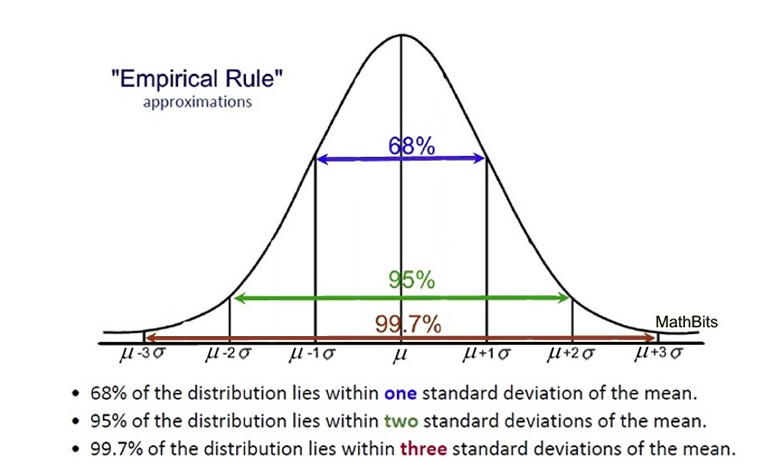 "Empirical Rule"
approximations
68%
95%
99.7%
MathBits
μ-3σ μ-2σ μ-1σ μ μ+1σ μ+2σ μ+3σ
• 68% of the distribution lies within one standard deviation of the mean.
• 95% of the distribution lies within two standard deviations of the mean.
• 99.7% of the distribution lies within three standard deviations of the mean.